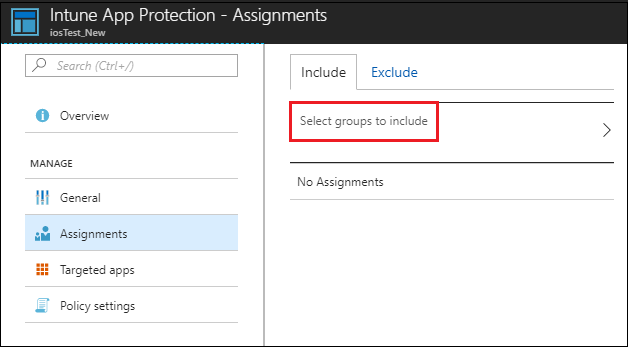 Intune App Protection - Assignments
iosTest_New
Search (Ctrl+/)
Overview
MANAGE
General
Assignments
Targeted apps
Policy settings
Include
Exclude
Select groups to include
No Assignments